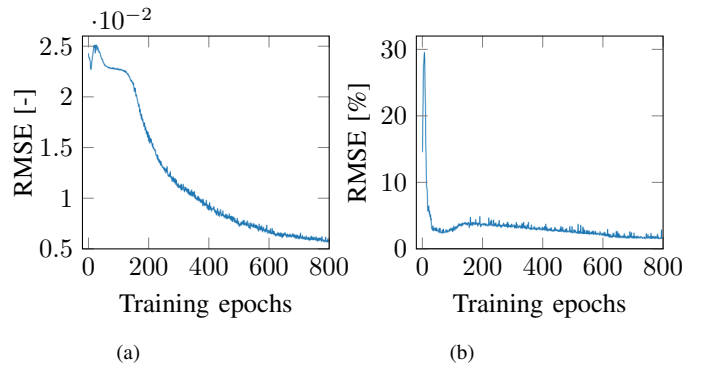 ·10−2
2.5
2
1.5
1
0.5
RMSE [-]
0 200 400 600 800
Training epochs
(a)
30
20
10
0
RMSE [%]
0 200 400 600 800
Training epochs
(b)